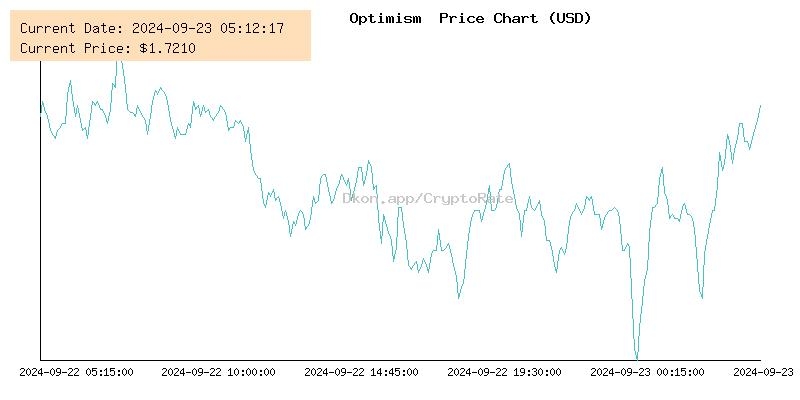 Optimism  Price Chart (USD)
Current Date: 2024-09-23 05:12:17
Current Price: $1.7210
Dkon.app/CryptoRate
2024-09-22 05:15:00 2024-09-22 10:00:00 2024-09-22 14:45:00 2024-09-22 19:30:00 2024-09-23 00:15:00 2024-09-23